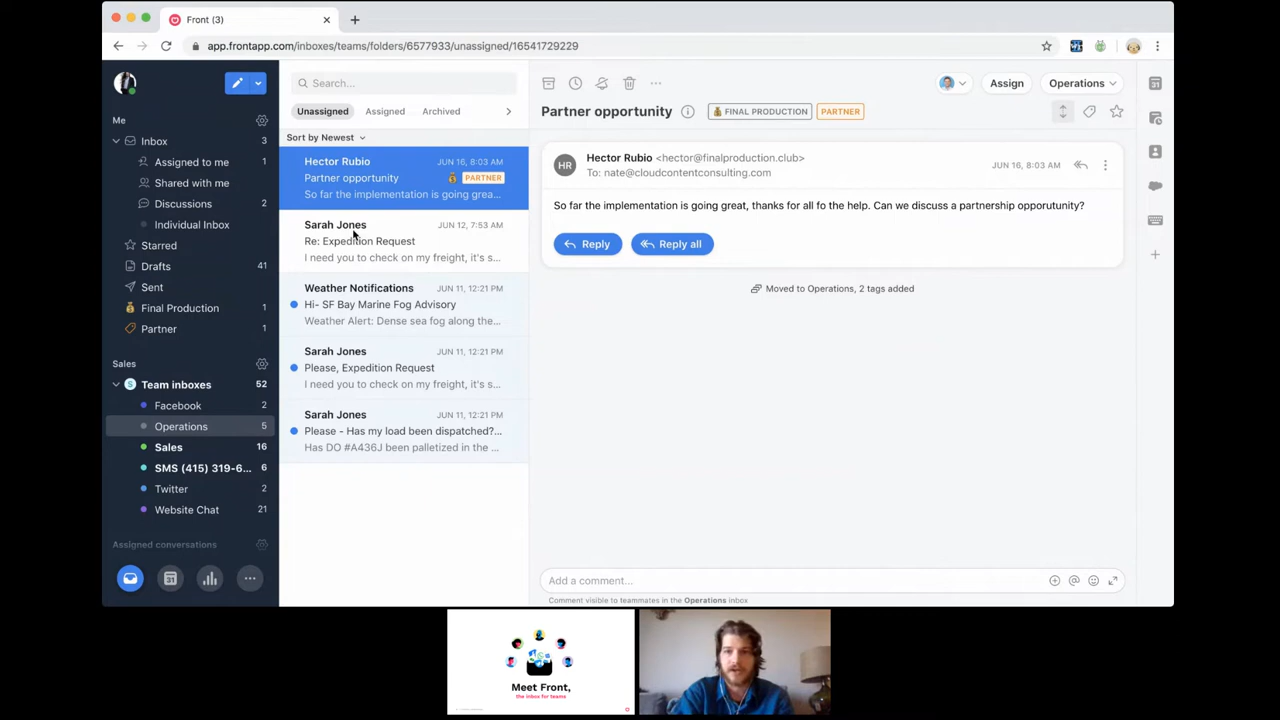 Front (3)
app.frontapp.com/inboxes/teams/folders/6577933/unassigned/16541729229
Me
Inbox 3
Assigned to me 1
Shared with me
Discussions 2
Individual Inbox
Starred
Drafts 41
Sent
Final Production 1
Partner 1
Sales
Team inboxes 52
Facebook 2
Operations 5
Sales 16
SMS (415) 319-6... 6
Twitter 2
Website Chat 21
Assigned conversations
31
Search...
Unassigned Assigned Archived
Sort by Newest
Hector Rubio JUN 16, 8:03 AM
Partner opportunity PARTNER
So far the implementation is going grea...
Sarah Jones JUN 12, 7:53 AM
Re: Expedition Request
I need you to check on my freight, it's s...
Weather Notifications JUN 11, 12:21 PM
Hi- SF Bay Marine Fog Advisory
Weather Alert: Dense sea fog along the...
Sarah Jones JUN 11, 12:21 PM
Please, Expedition Request
I need you to check on my freight, it's s...
Sarah Jones JUN 11, 12:21 PM
Please - Has my load been dispatched?...
Has DO #A436J been palletized in the ...
Assign Operations
Partner opportunity FINAL PRODUCTION PARTNER
HR Hector Rubio <hector@finalproduction.club> JUN 16, 8:03 AM
To: nate@cloudcontentconsulting.com
So far the implementation is going great, thanks for all fo the help. Can we discuss a partnership opporutunity?
Reply Reply all
Moved to Operations, 2 tags added
Add a comment...
Comment visible to teammates in the Operations inbox
31
Meet Front,
the inbox for teams